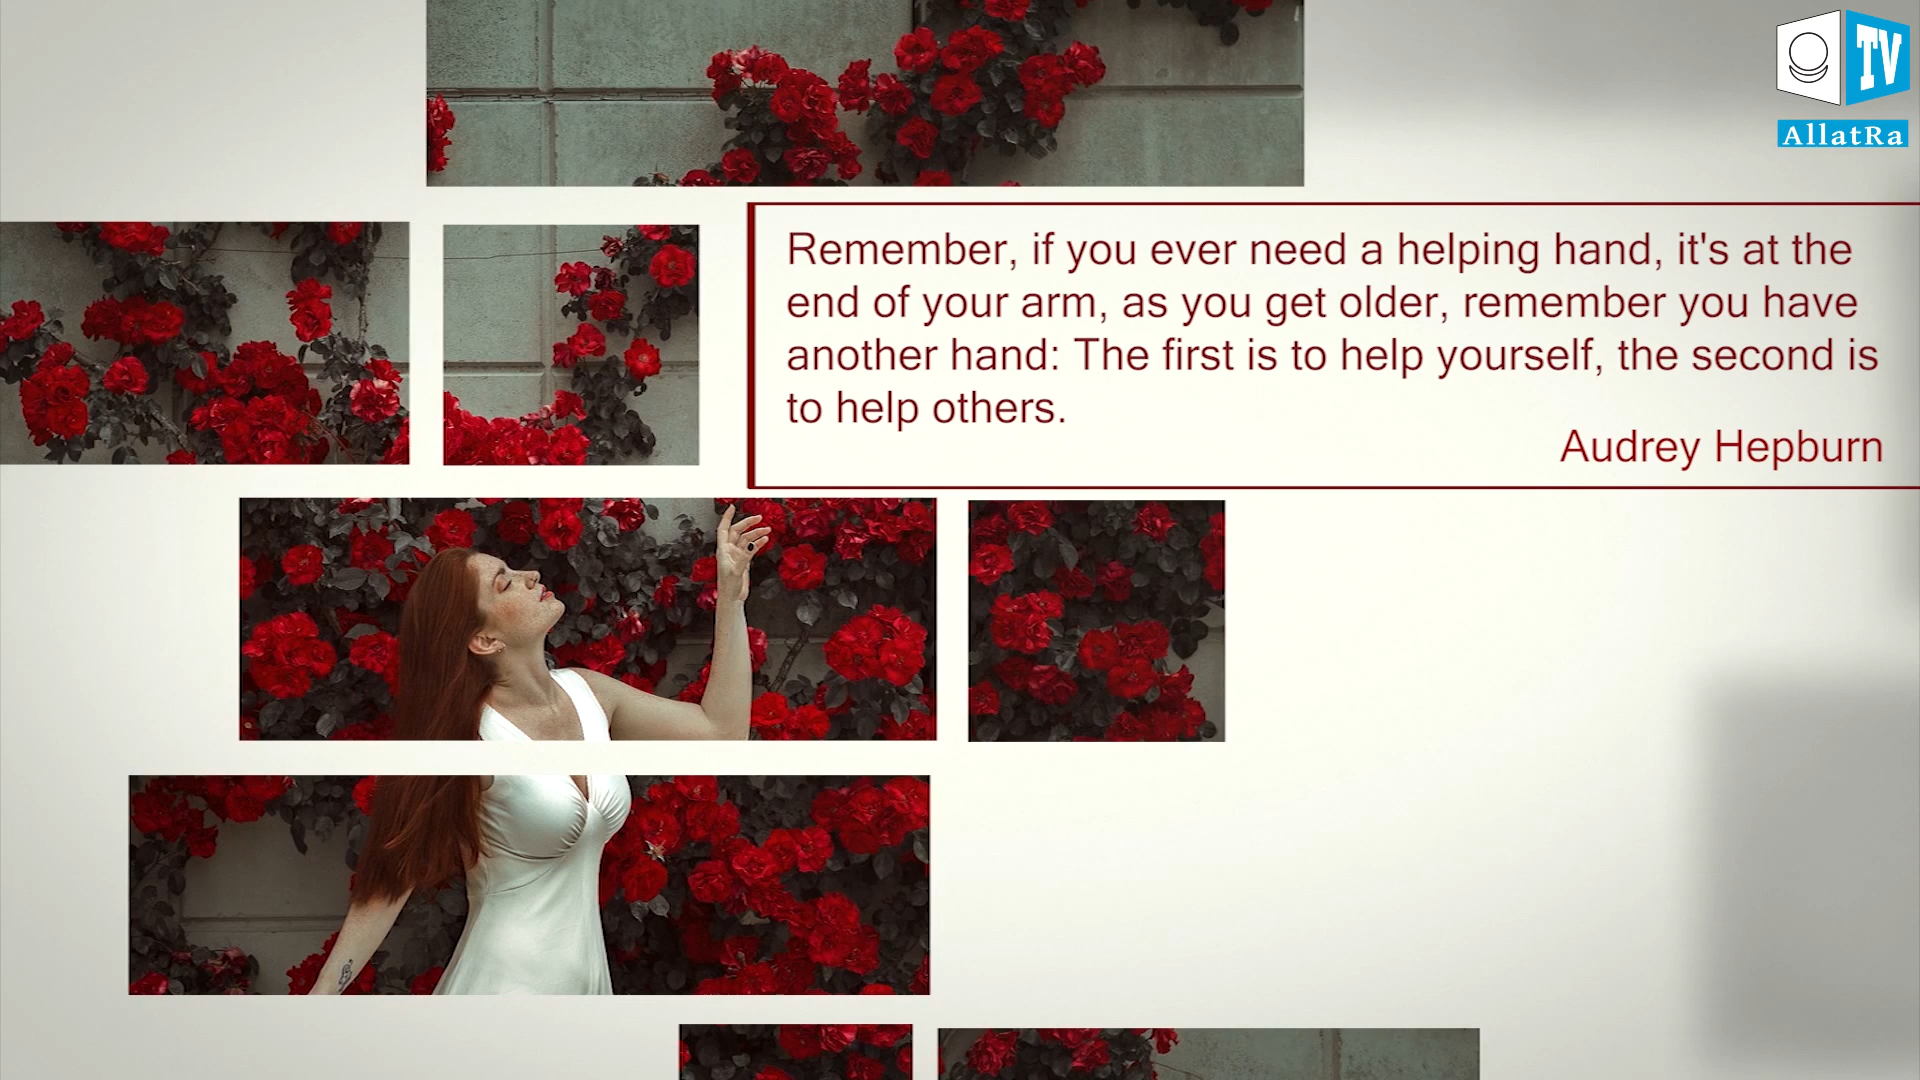 TV
AllatRa
Remember, if you ever need a helping hand, it's at the
end of your arm, as you get older, remember you have
another hand: The first is to help yourself, the second is
to help others.
Audrey Hepburn